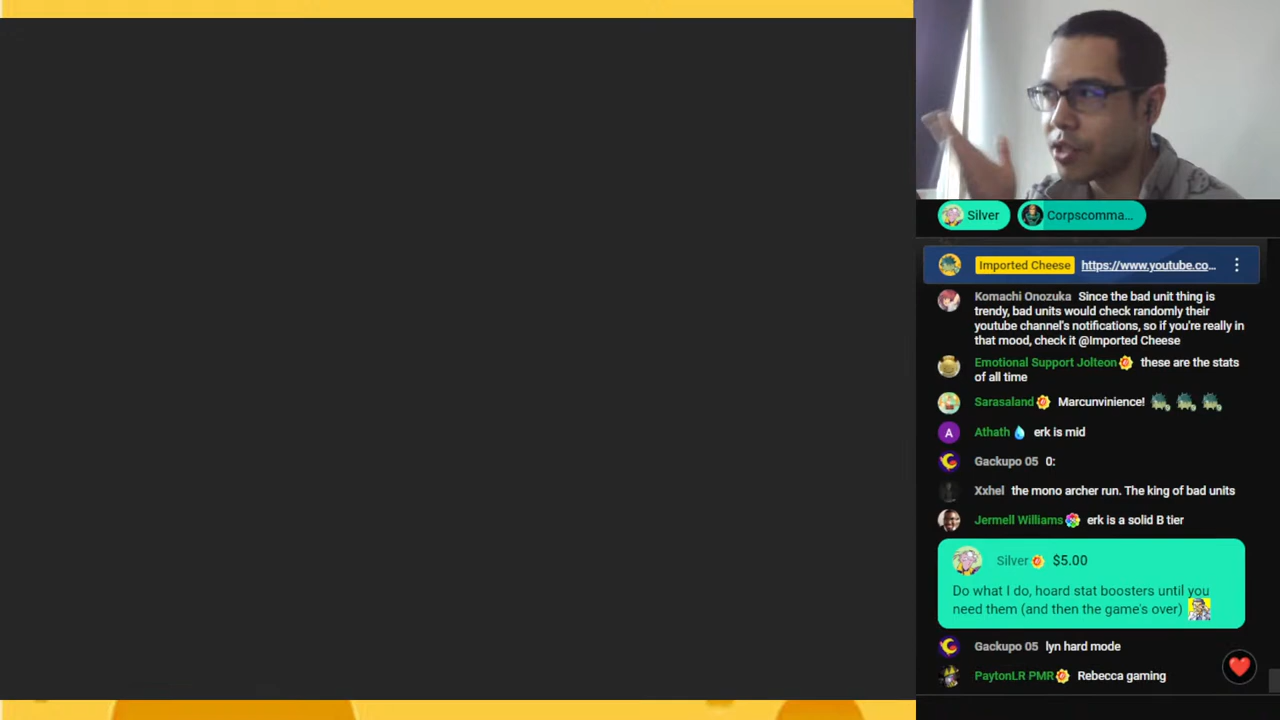 Silver
Corpscomma...
Imported Cheese https://www.youtube.co...
Komachi Onozuka Since the bad unit thing is
trendy, bad units would check randomly their
youtube channel's notifications, so if you're really in
that mood, check it @Imported Cheese
Emotional Support Jolteon these are the stats
of all time
Sarasaland Marcunvinience!
A
Athath erk is mid
Gackupo 05 0:
Xxhel the mono archer run. The king of bad units
Jermell Williams erk is a solid B tier
Silver $5.00
Do what I do, hoard stat boosters until you
need them (and then the game's over)
Gackupo 05 lyn hard mode
PaytonLR PMR Rebecca gaming